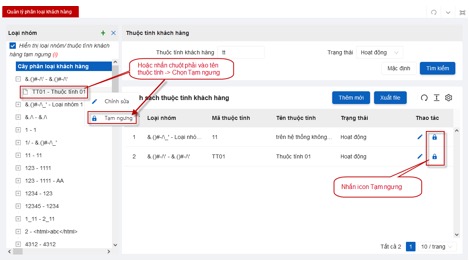 Quản lý phân loại khách hàng
Loại nhóm
Hiển thị loại nhóm/ thuộc tính khách hàng tạm ngưng
Cây phân loại khách hàng
&.()#-/\' - &.()#-/\'
TT01 - Thuộc tính 01
&.()#-/\_' - Loại nhóm 1
&./\ - &./\
1 - 1
1/ - &.()#-/\_'
11 - 11
123 - 1111
123 - 1111 - AA
1234 - 123
12345 - 1234
1_11 - 2_11
2 - <html>abc</html>
4312 - 4312
Chỉnh sửa
Tạm ngưng
Hoặc nhấn chuột phải vào tên thuộc tính -> Chọn Tạm ngưng
Thuộc tính khách hàng
Thuộc tính khách hàng tt
Trạng thái Hoạt động
Mặc định Tìm kiếm
h sách thuộc tính khách hàng
Thêm mới Xuất file
Loại nhóm Mã thuộc tính Tên thuộc tính Trạng thái Thao tác
1 &.()#-/\_' - Loại nhó... 11 trên hệ thống không... Hoạt động
2 &.()#-/\' - &.()#-/\' TT01 Thuộc tính 01 Hoạt động
Nhấn icon Tạm ngưng
Tất cả 2 1 10 / trang